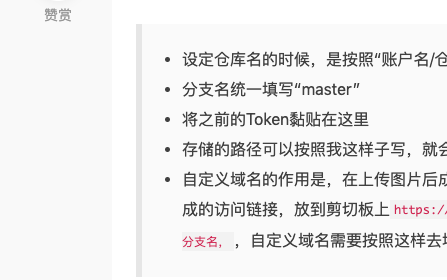 赞赏
设定仓库名的时候，是按照“账户名/仓
分支名统一填写“master”
将之前的Token黏贴在这里
存储的路径可以按照我这样子写，就会
自定义域名的作用是，在上传图片后成
成的访问链接，放到剪切板上 https:/
分支名，，自定义域名需要按照这样去